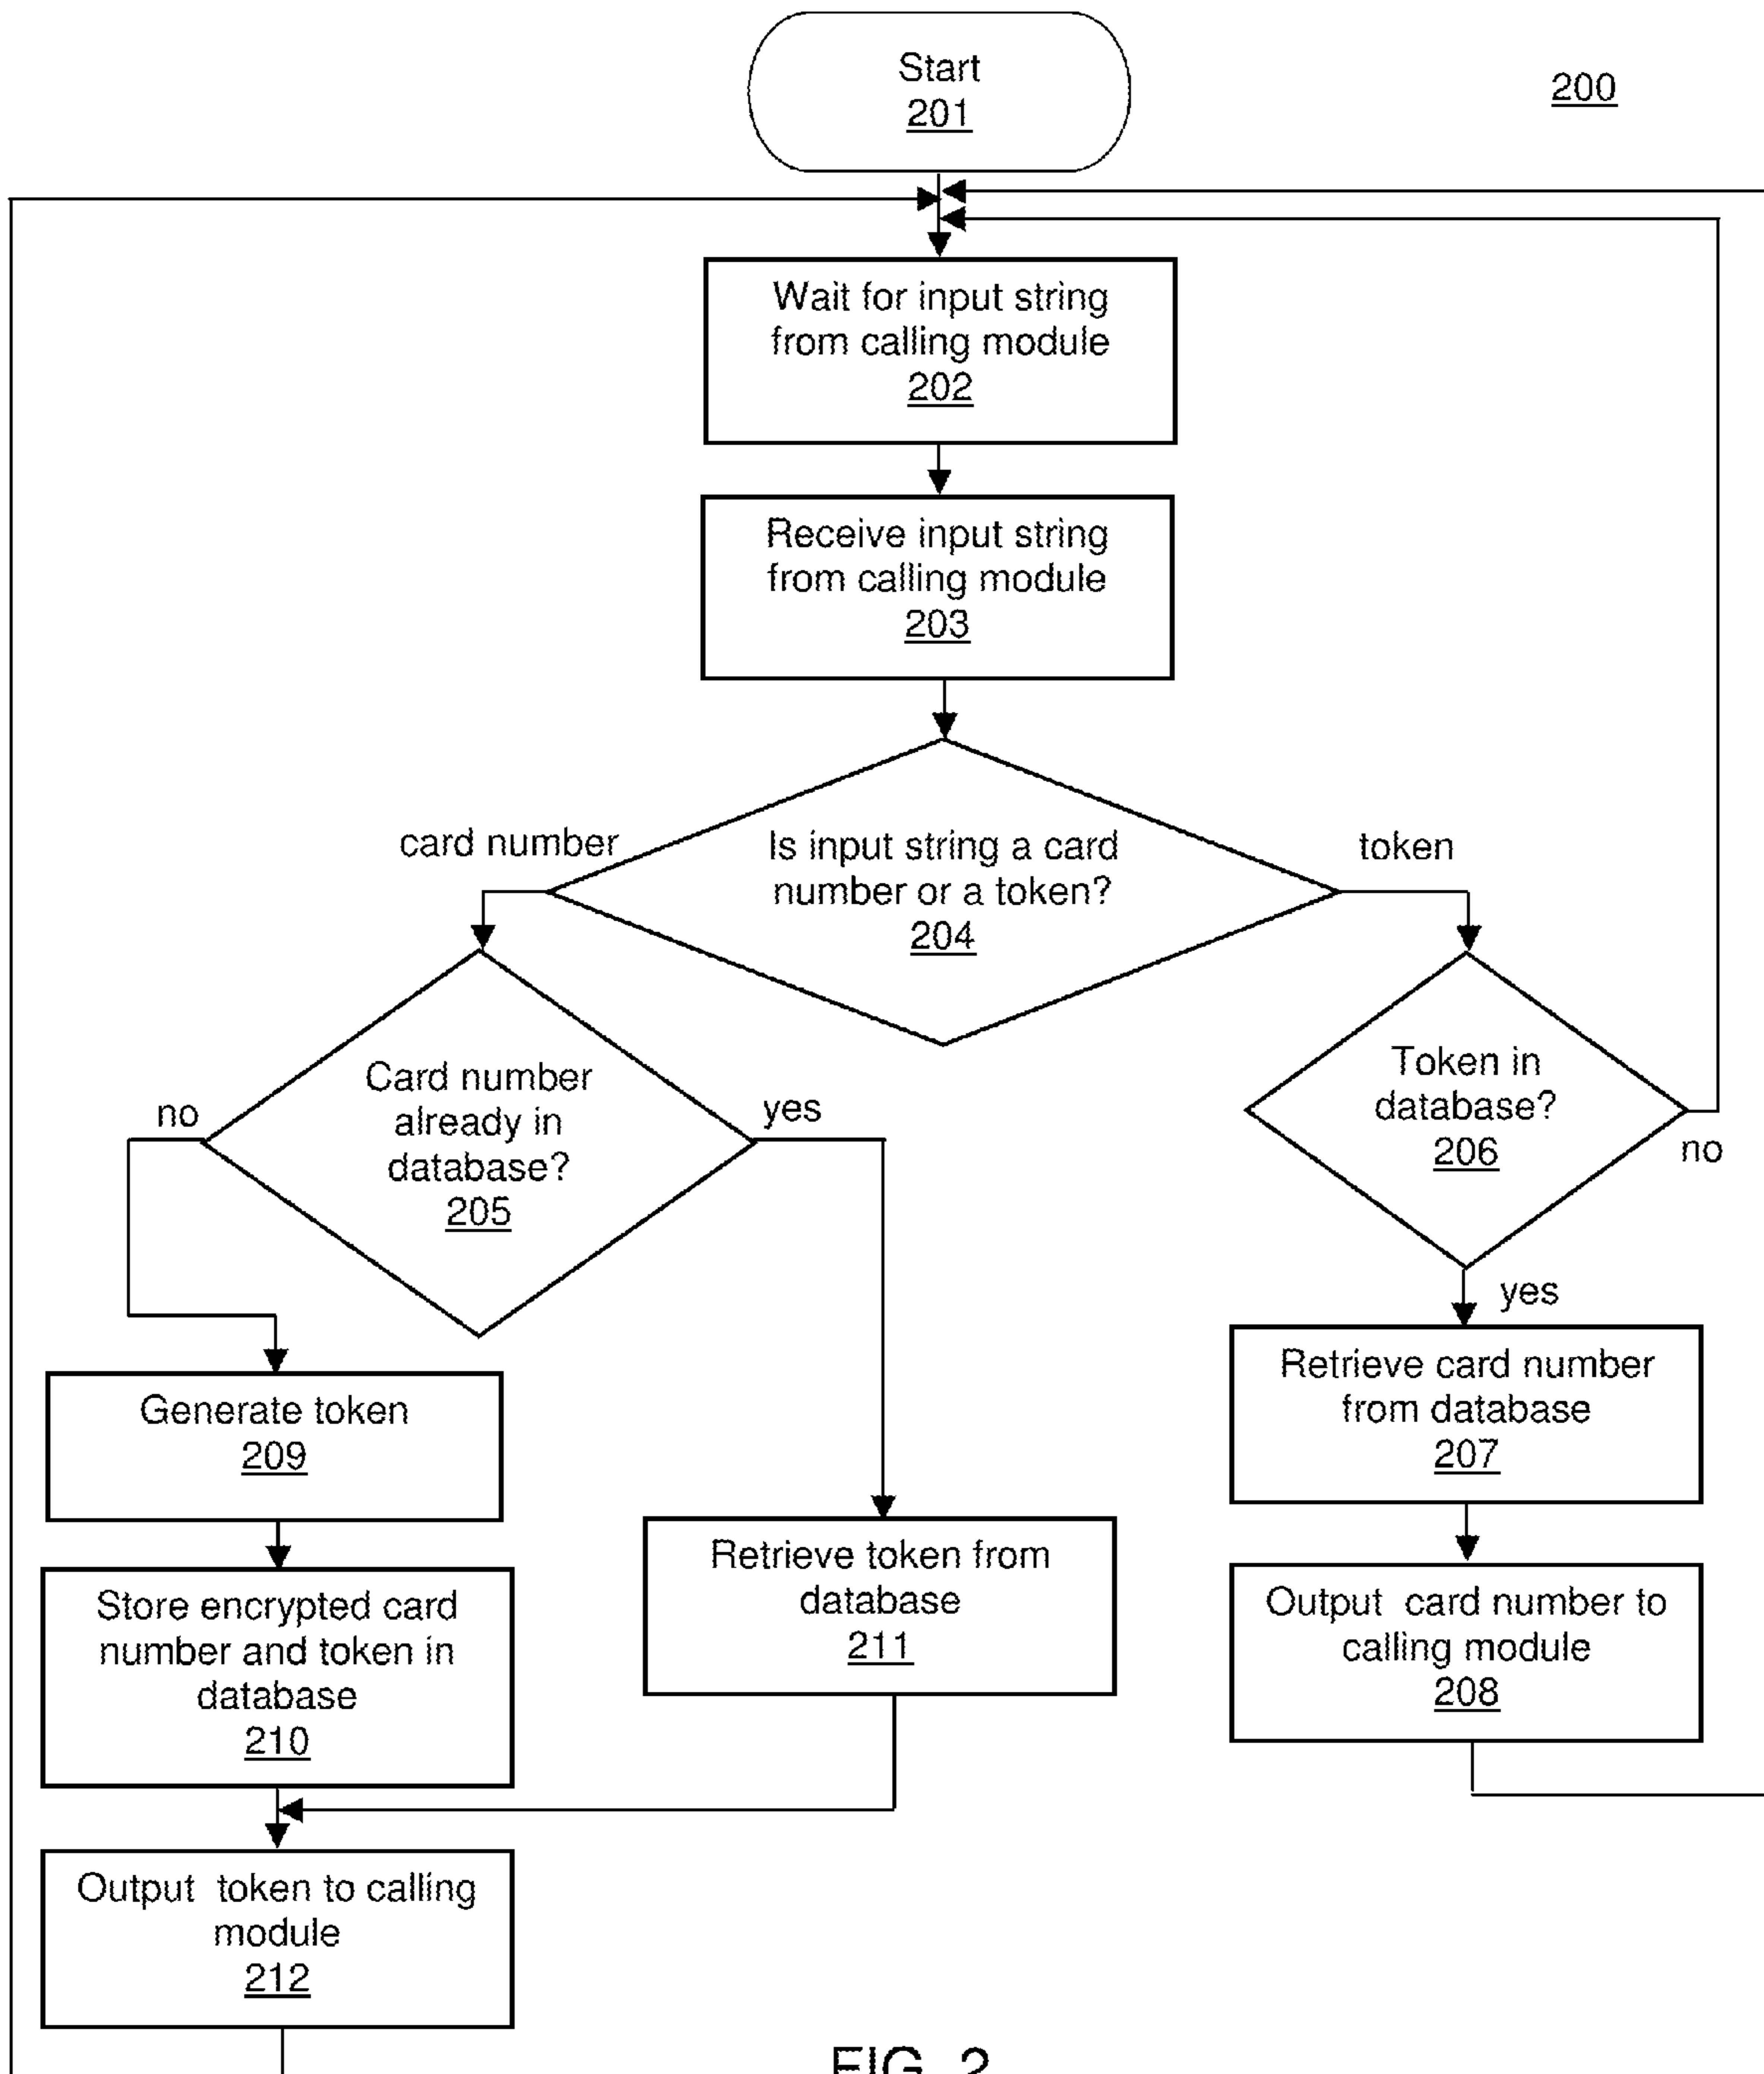 Start
201
200
Wait for input string
from calling module
202
Receive input string
from calling module
203
card number
Is input string a card
number or a token?
204
token
Card number
already in
database?
205
no
yes
Token in
database?
206
no
yes
Generate token
209
Retrieve card number
from database
207
Store encrypted card
number and token in
database
210
Retrieve token from
database
211
Output card number to
calling module
208
Output token to calling
module
212
FIG. 2